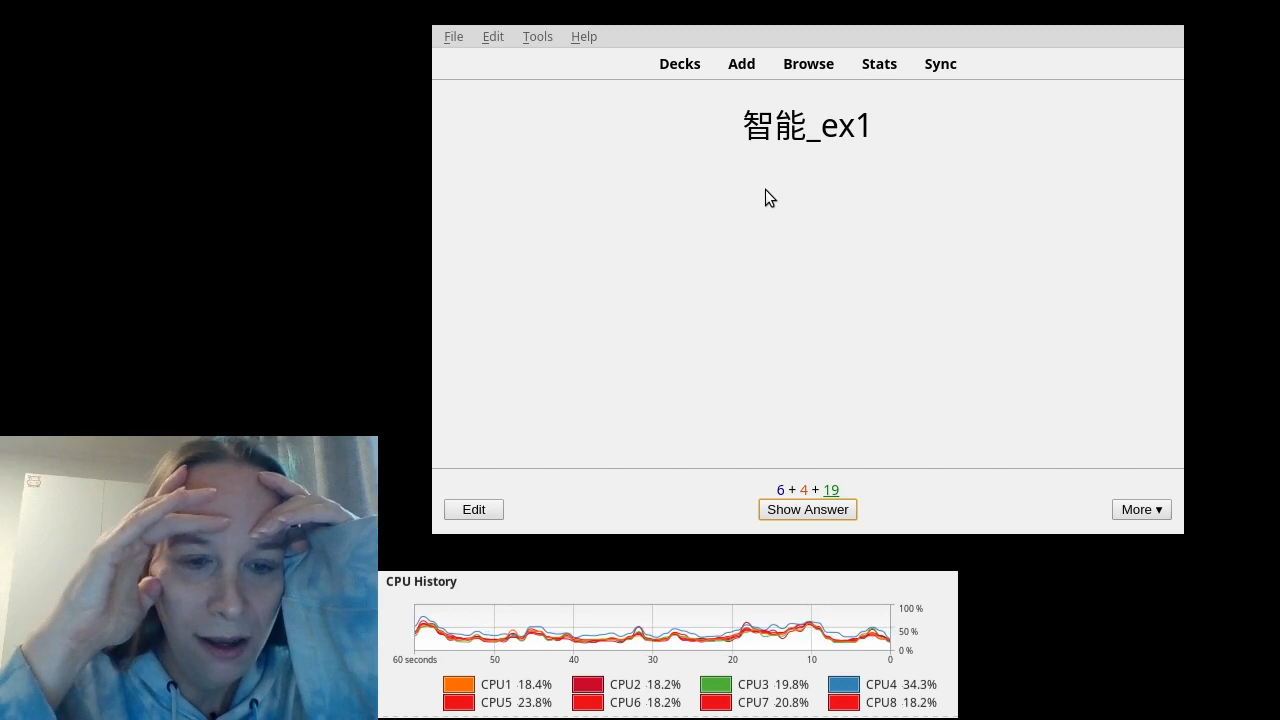 File Edit Tools Help
Decks Add Browse Stats Sync
智能_ex1
6 + 4 + 19
Edit Show Answer More ▾
CPU History
100 %
50 %
0 %
60 seconds 50 40 30 20 10 0
CPU1 18.4% CPU2 18.2% CPU3 19.8% CPU4 34.3%
CPU5 23.8% CPU6 18.2% CPU7 20.8% CPU8 18.2%